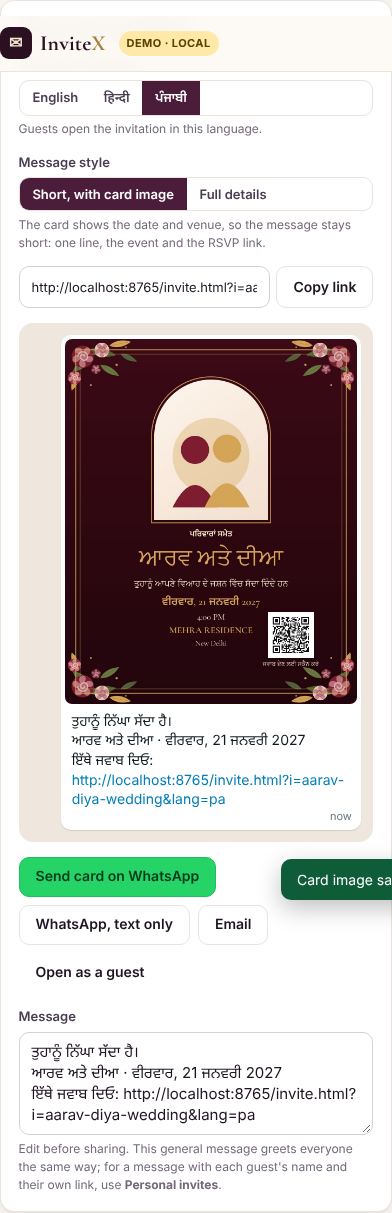 InviteX
DEMO · LOCAL
English हिन्दी ਪੰਜਾਬੀ
Guests open the invitation in this language.
Message style
Short, with card image Full details
The card shows the date and venue, so the message stays
short: one line, the event and the RSVP link.
http://localhost:8765/invite.html?i=aa
Copy link
ਪਰਿਵਾਰਾਂ ਸਮੇਤ
ਆਰਵ ਅਤੇ ਦੀਆ
ਤੁਹਾਨੂੰ ਆਪਣੇ ਵਿਆਹ ਦੇ ਜਸ਼ਨ ਵਿੱਚ ਸੱਦਾ ਦਿੰਦੇ ਹਨ
ਵੀਰਵਾਰ, 21 ਜਨਵਰੀ 2027
4:00 PM
MEHRA RESIDENCE
New Delhi
ਜਵਾਬ ਦੇਣ ਲਈ ਸਕੈਨ ਕਰੋ
ਤੁਹਾਨੂੰ ਨਿੱਘਾ ਸੱਦਾ ਹੈ।
ਆਰਵ ਅਤੇ ਦੀਆ · ਵੀਰਵਾਰ, 21 ਜਨਵਰੀ 2027
ਇੱਥੇ ਜਵਾਬ ਦਿਓ:
http://localhost:8765/invite.html?i=aarav-
diya-wedding&lang=pa
now
Send card on WhatsApp
Card image sa
WhatsApp, text only Email
Open as a guest
Message
ਤੁਹਾਨੂੰ ਨਿੱਘਾ ਸੱਦਾ ਹੈ।
ਆਰਵ ਅਤੇ ਦੀਆ · ਵੀਰਵਾਰ, 21 ਜਨਵਰੀ 2027
ਇੱਥੇ ਜਵਾਬ ਦਿਓ: http://localhost:8765/invite.html?
i=aarav-diya-wedding&lang=pa
Edit before sharing. This general message greets everyone
the same way; for a message with each guest's name and
their own link, use Personal invites.